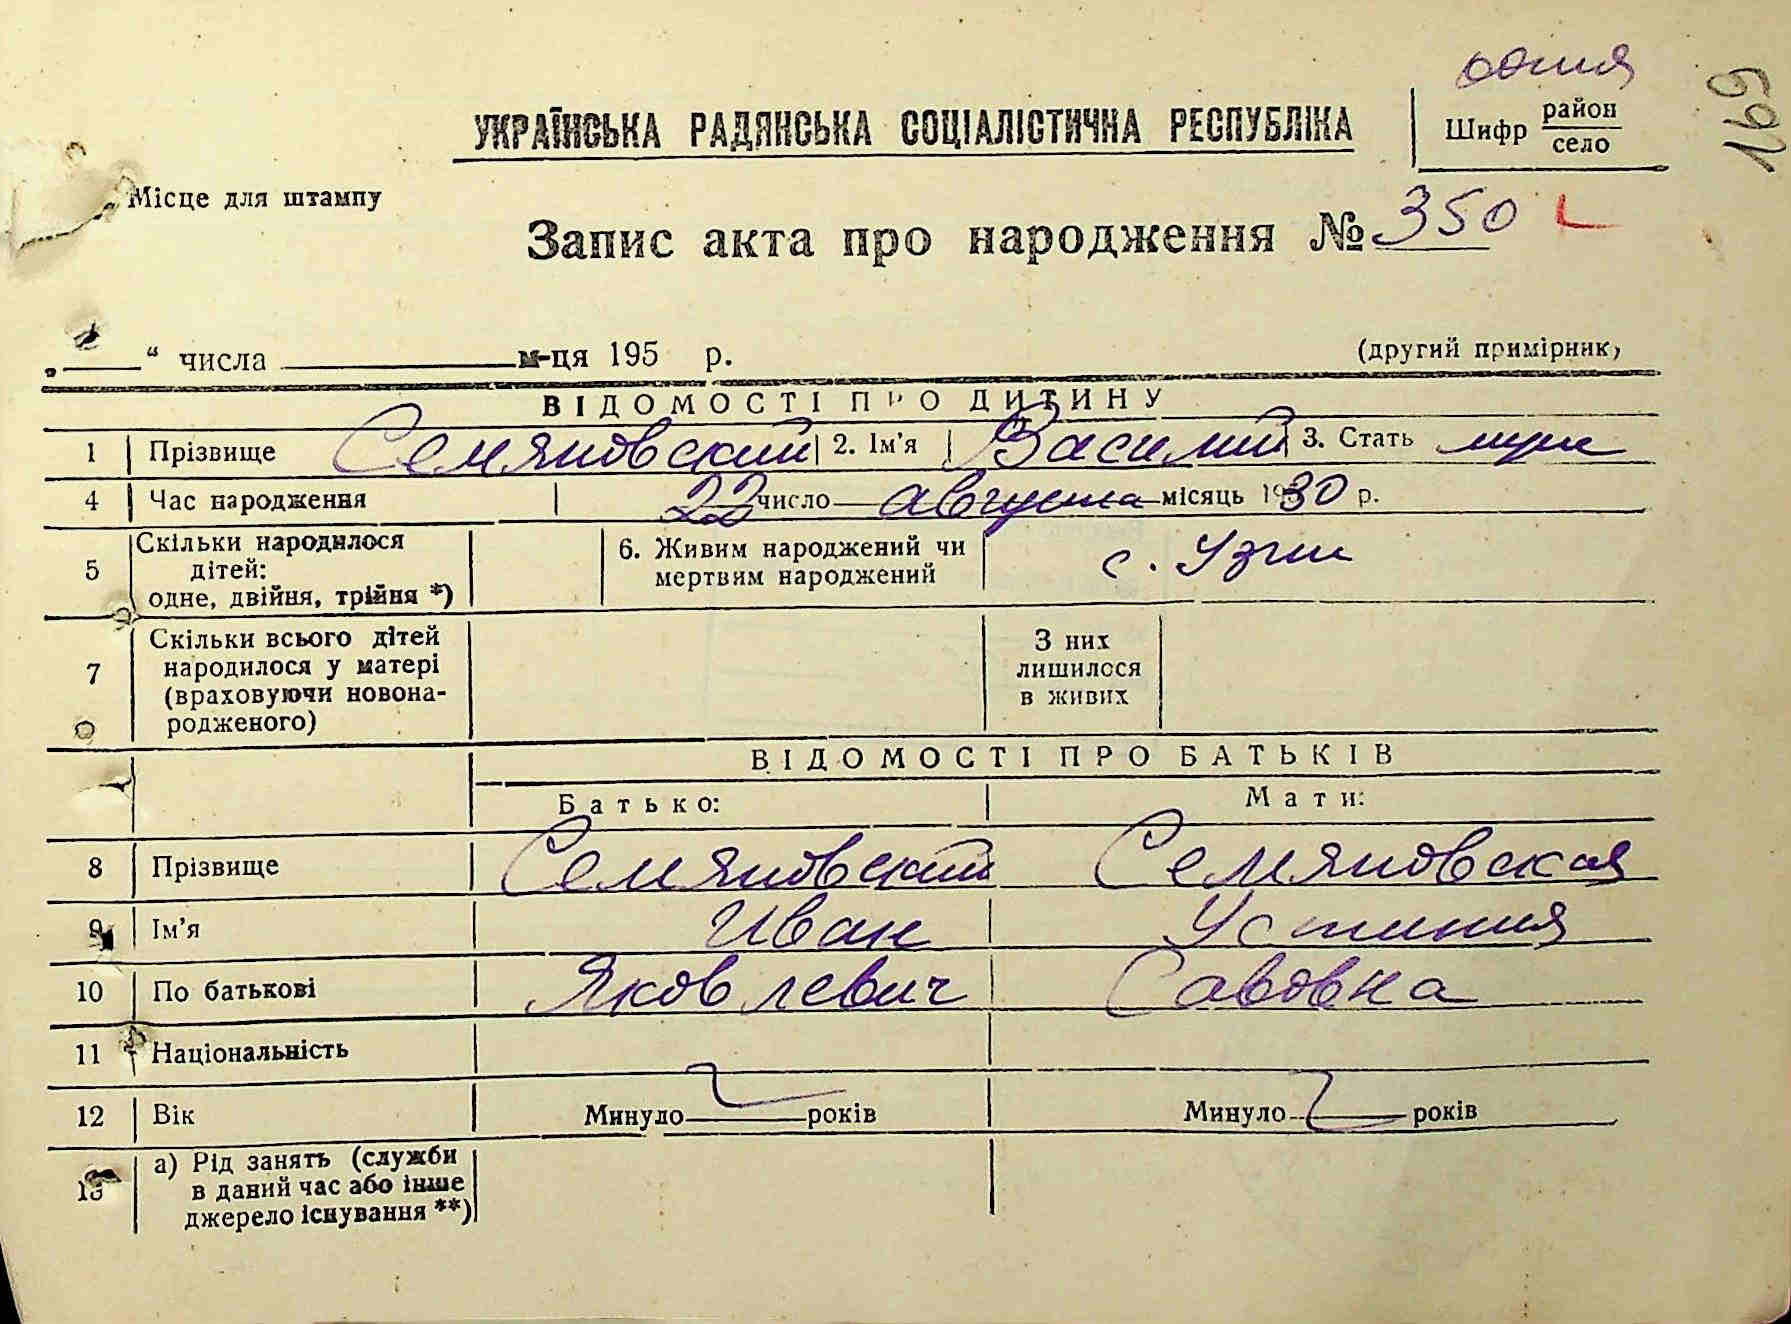 УКРАЇНСЬКА РАДЯНСЬКА СОЦІАЛІСТИЧНА РЕСПУБЛІКА
Шифр район
село
169
Місце для штампу
Запис акта про народження № 350
„ “ числа м-ця 195 р.
(другий примірник)
ВІДОМОСТІ ПРО ДИТИНУ
1 Прізвище Семяновский 2. Ім'я Василий 3. Стать муж
4 Час народження 22 число августа місяць 1930 р.
5 Скільки народилося дітей: одне, двійня, трійня *) 6. Живим народжений чи мертвим народжений с. Узин
7 Скільки всього дітей народилося у матері (враховуючи новонародженого) З них лишилося в живих
ВІДОМОСТІ ПРО БАТЬКІВ
Батько: Мати:
8 Прізвище Семяновский Семяновская
9 Ім'я Иван Устиния
10 По батькові Яковлевич Савовна
11 Національність
12 Вік Минуло років Минуло років
13 а) Рід занять (служби в даний час або інше джерело існування **)